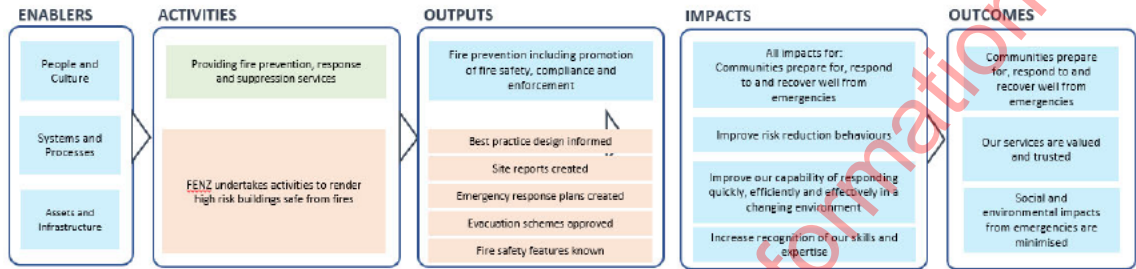 ENABLERS
People and
Culture
Systems and
Processes
Assets and
Infrastructure
ACTIVITIES
Providing fire prevention, response
and suppression services
FENZ undertakes activities to render
high risk buildings safe from fires
OUTPUTS
Fire prevention including promotion
of fire safety, compliance and
enforcement
Best practice design informed
Site reports created
Emergency response plans created
Evacuation schemes approved
Fire safety features known
IMPACTS
All impacts for:
Communities prepare for, respond
to and recover well from
emergencies
Improve risk reduction behaviours
Improve our capability of responding
quickly, efficiently and effectively in a
changing environment
Increase recognition of our skills and
expertise
OUTCOMES
Communities prepare
for, respond to and
recover well from
emergencies
Our services are valued
and trusted
Social and
environmental impacts
from emergencies are
minimised
formation